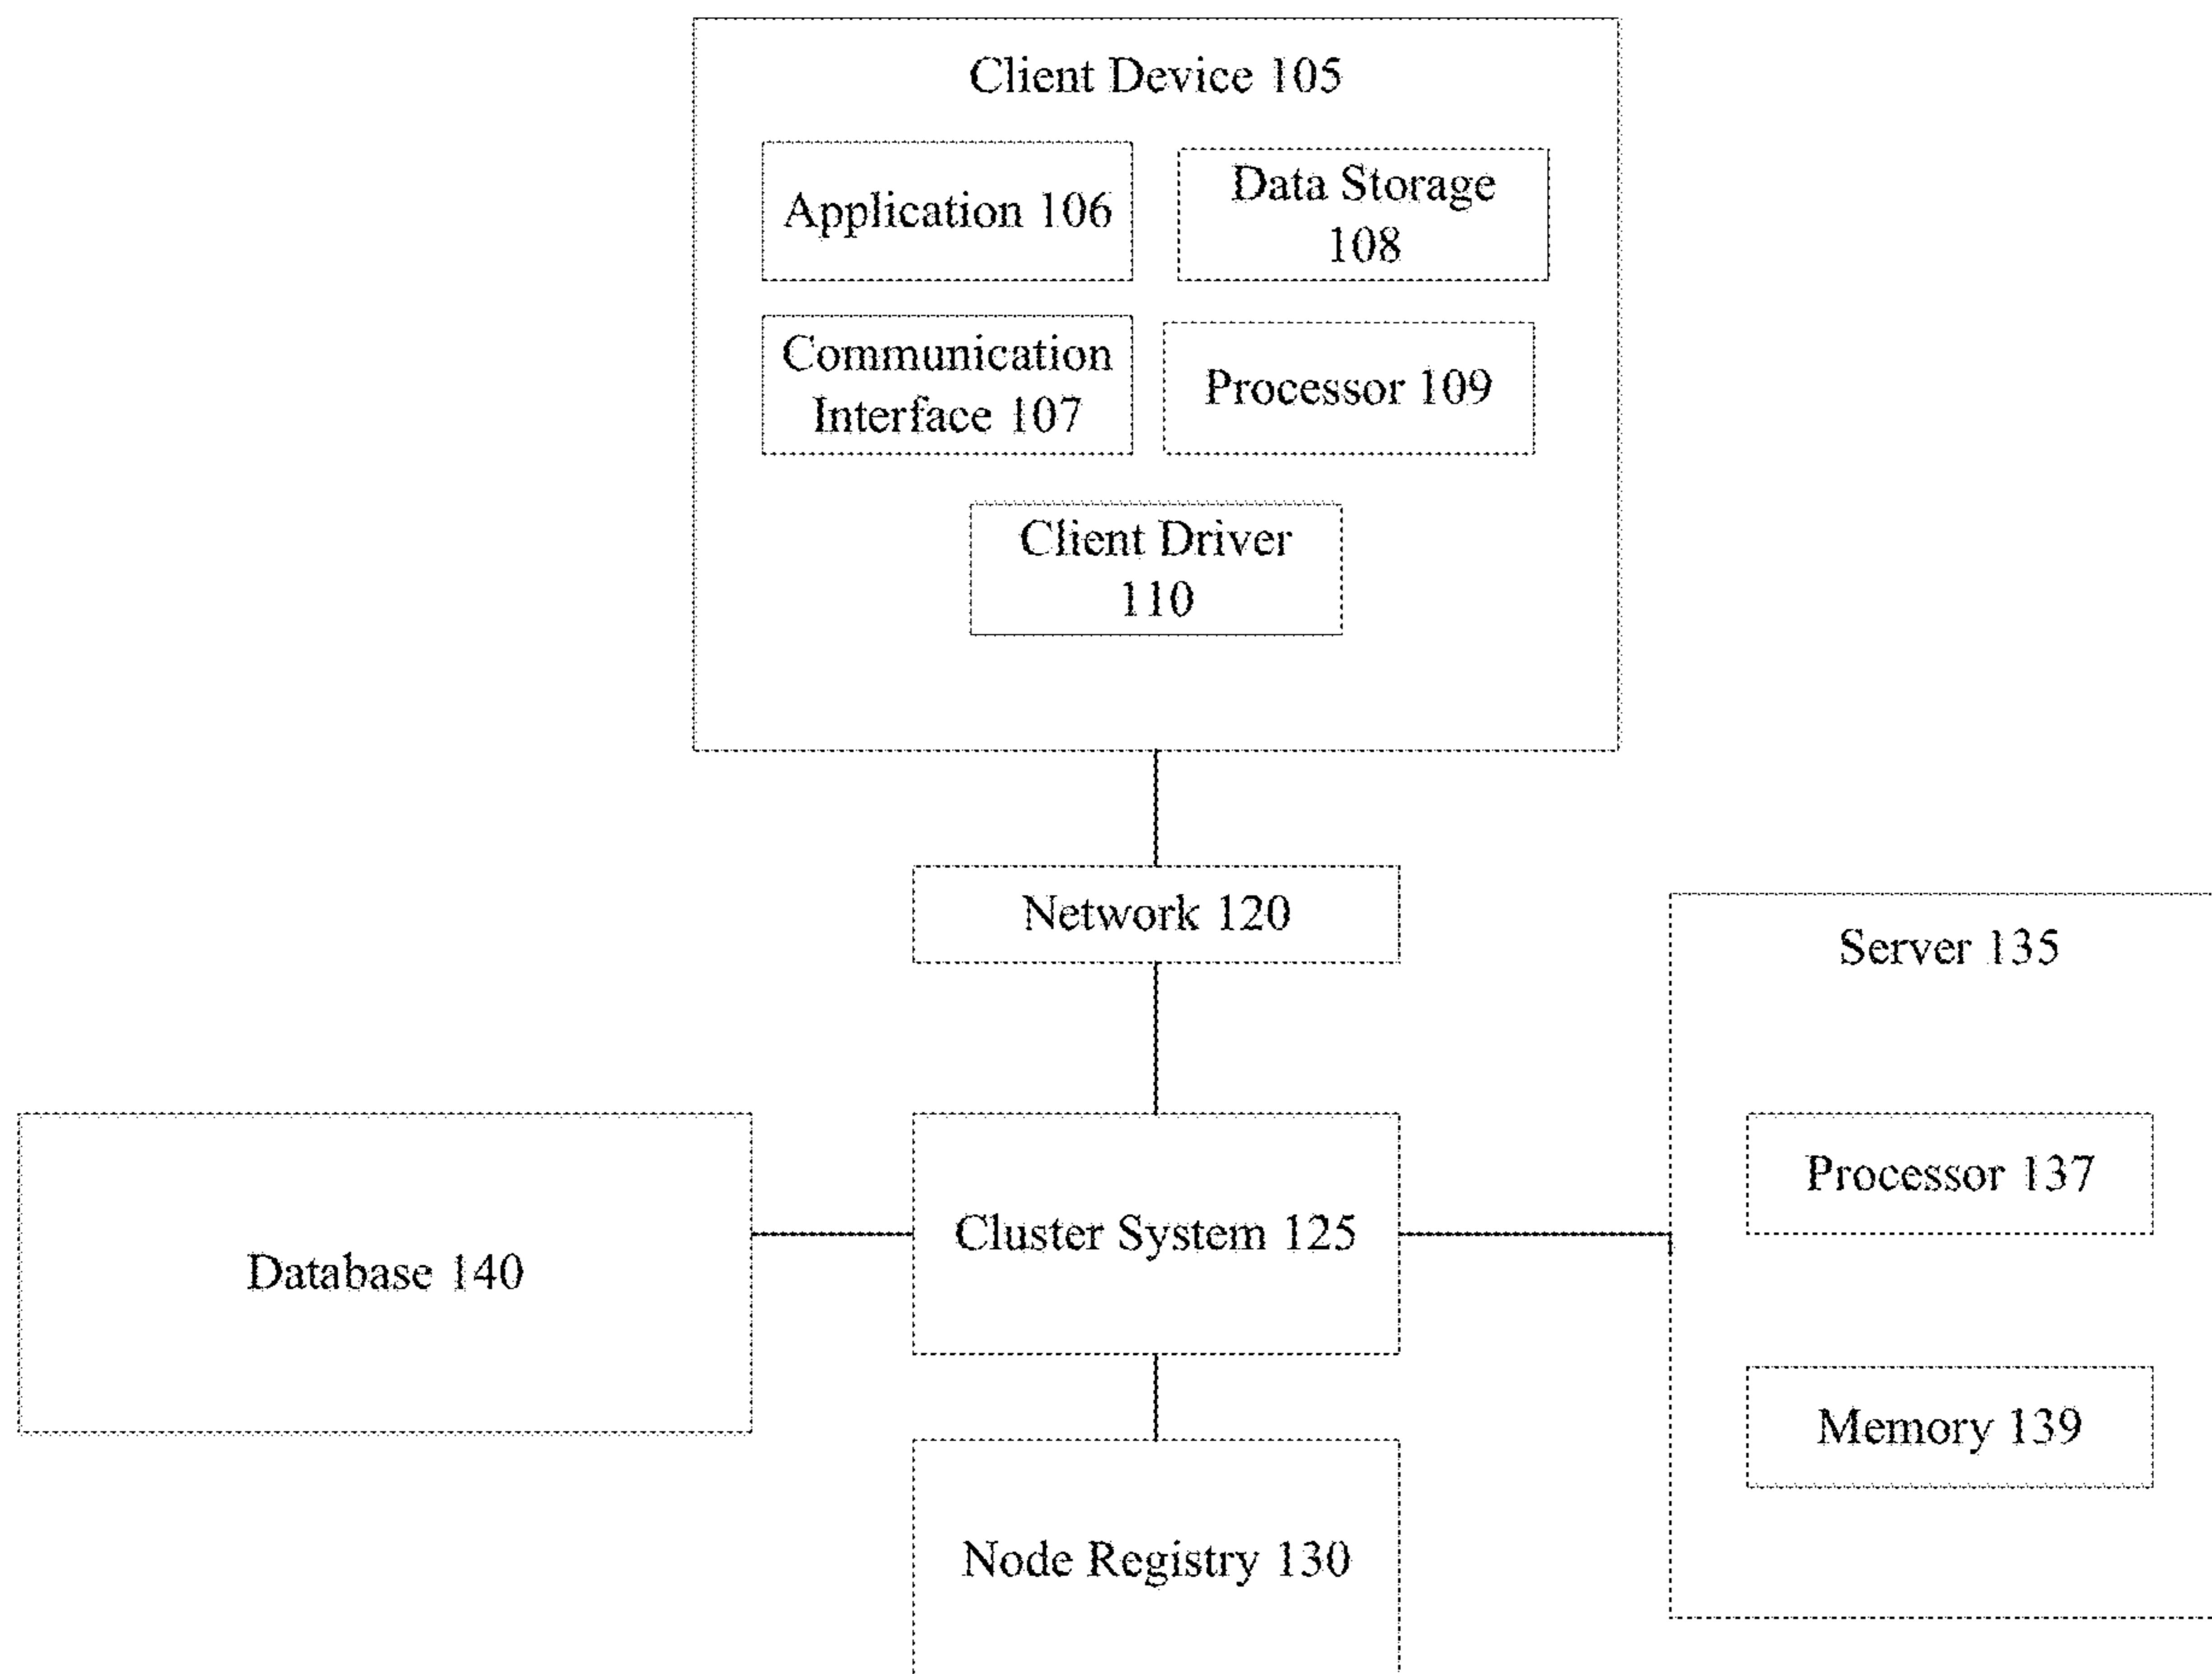 Client Device 105
Application 106
Data Storage
108
Communication
Interface 107
Processor 109
Client Driver
110
Network 120
Server 135
Processor 137
Cluster System 125
Database 140
Memory 139
Node Registry 130